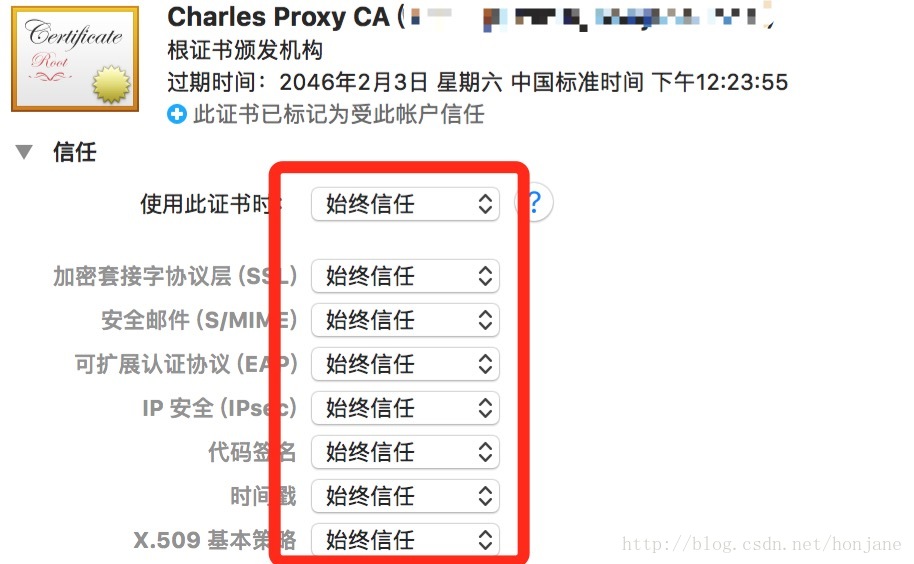 Certificate
Root
Charles Proxy CA (
根证书颁发机构
过期时间：2046年2月3日 星期六 中国标准时间 下午12:23:55
此证书已标记为受此帐户信任
信任
使用此证书时: 始终信任 ?
加密套接字协议层 (SSL) 始终信任
安全邮件 (S/MIME) 始终信任
可扩展认证协议 (EAP) 始终信任
IP 安全 (IPsec) 始终信任
代码签名 始终信任
时间戳 始终信任
X.509 基本策略 始终信任
http://blog.csdn.net/honjane